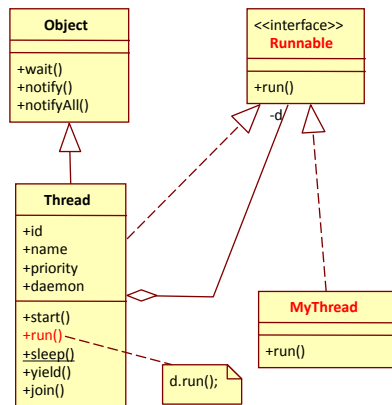 Object
+wait()
+notify()
+notifyAll()
<<interface>>
Runnable
+run()
-d
Thread
+id
+name
+priority
+daemon
+start()
+run()
+sleep()
+yield()
+join()
d.run();
MyThread
+run()